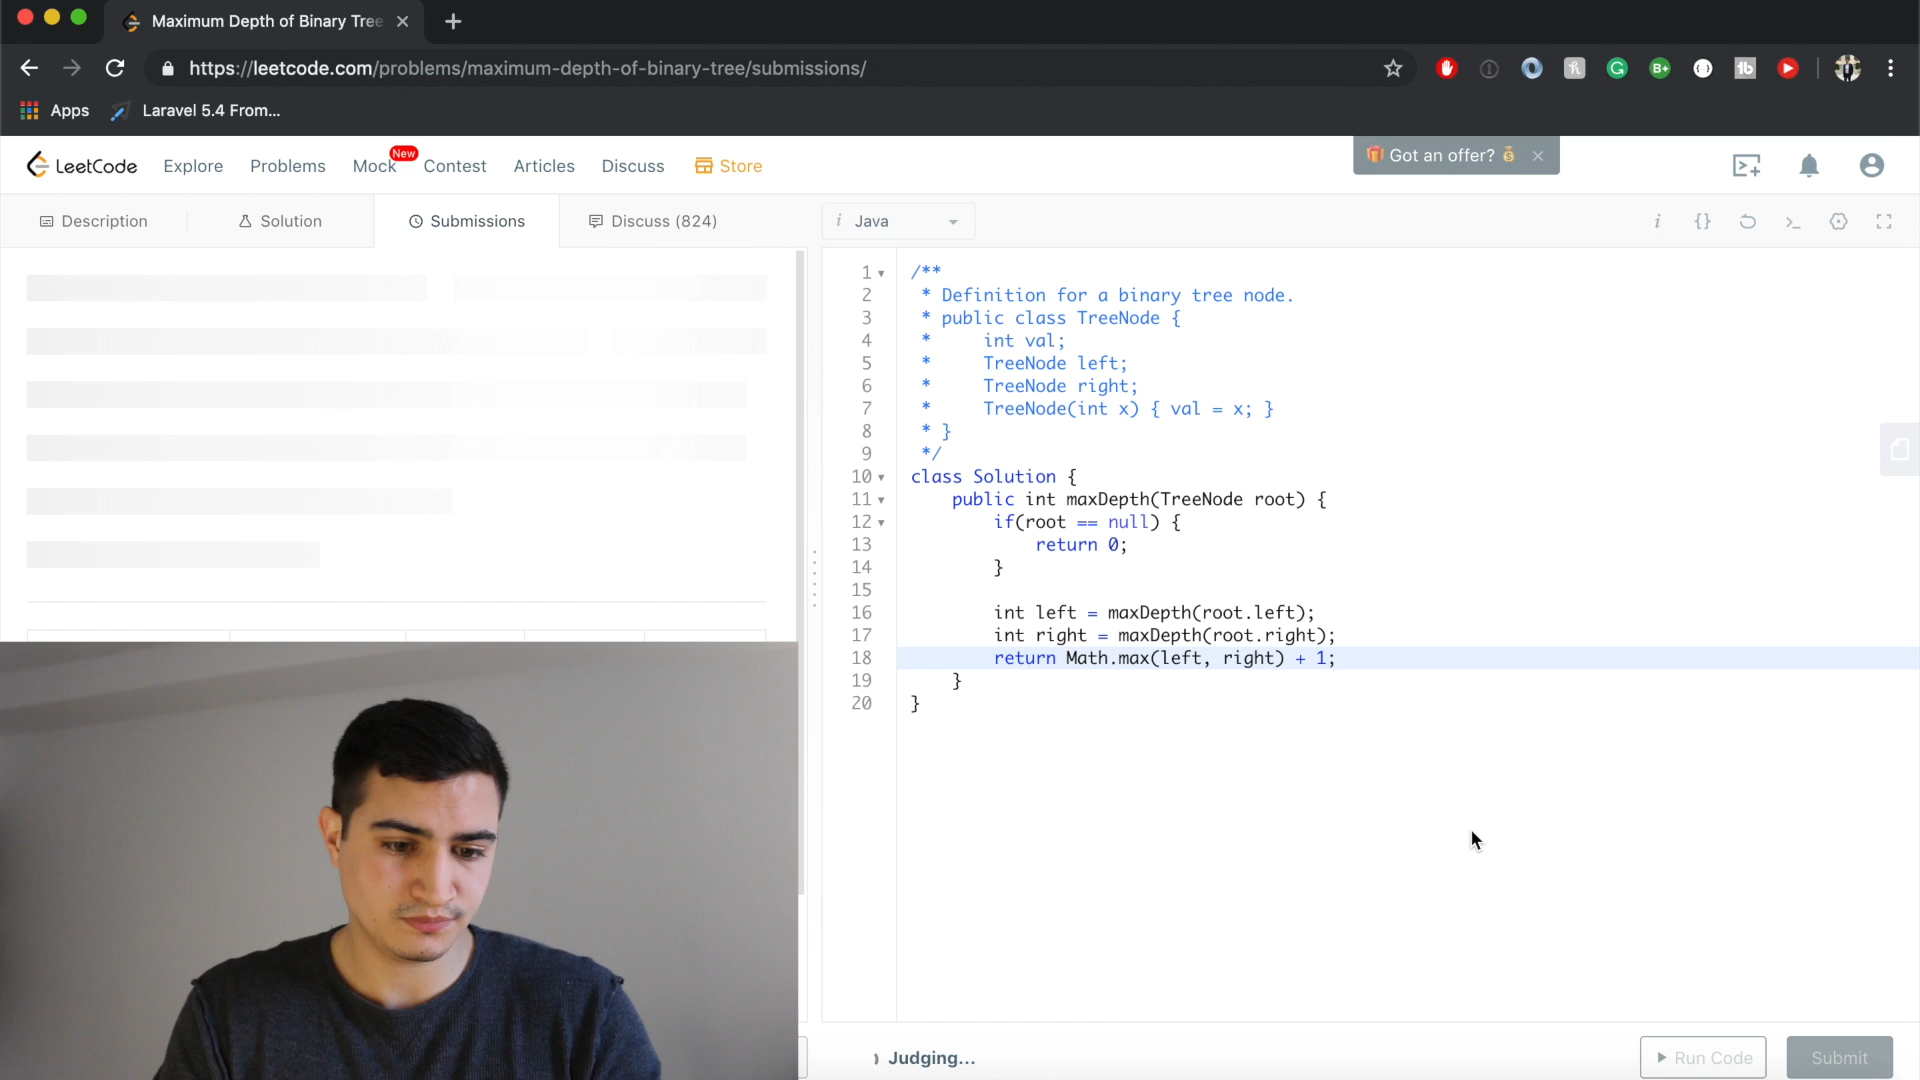 Maximum Depth of Binary Tree
https://leetcode.com/problems/maximum-depth-of-binary-tree/submissions/
Apps
Laravel 5.4 From...
LeetCode
Explore
Problems
Mock
New
Contest
Articles
Discuss
Store
Got an offer?
Description
Solution
Submissions
Discuss (824)
i Java
i
{}
>_
1 /**
2  * Definition for a binary tree node.
3  * public class TreeNode {
4  *     int val;
5  *     TreeNode left;
6  *     TreeNode right;
7  *     TreeNode(int x) { val = x; }
8  * }
9  */
10 class Solution {
11     public int maxDepth(TreeNode root) {
12         if(root == null) {
13             return 0;
14         }
15
16         int left = maxDepth(root.left);
17         int right = maxDepth(root.right);
18         return Math.max(left, right) + 1;
19     }
20 }
Judging...
Run Code
Submit